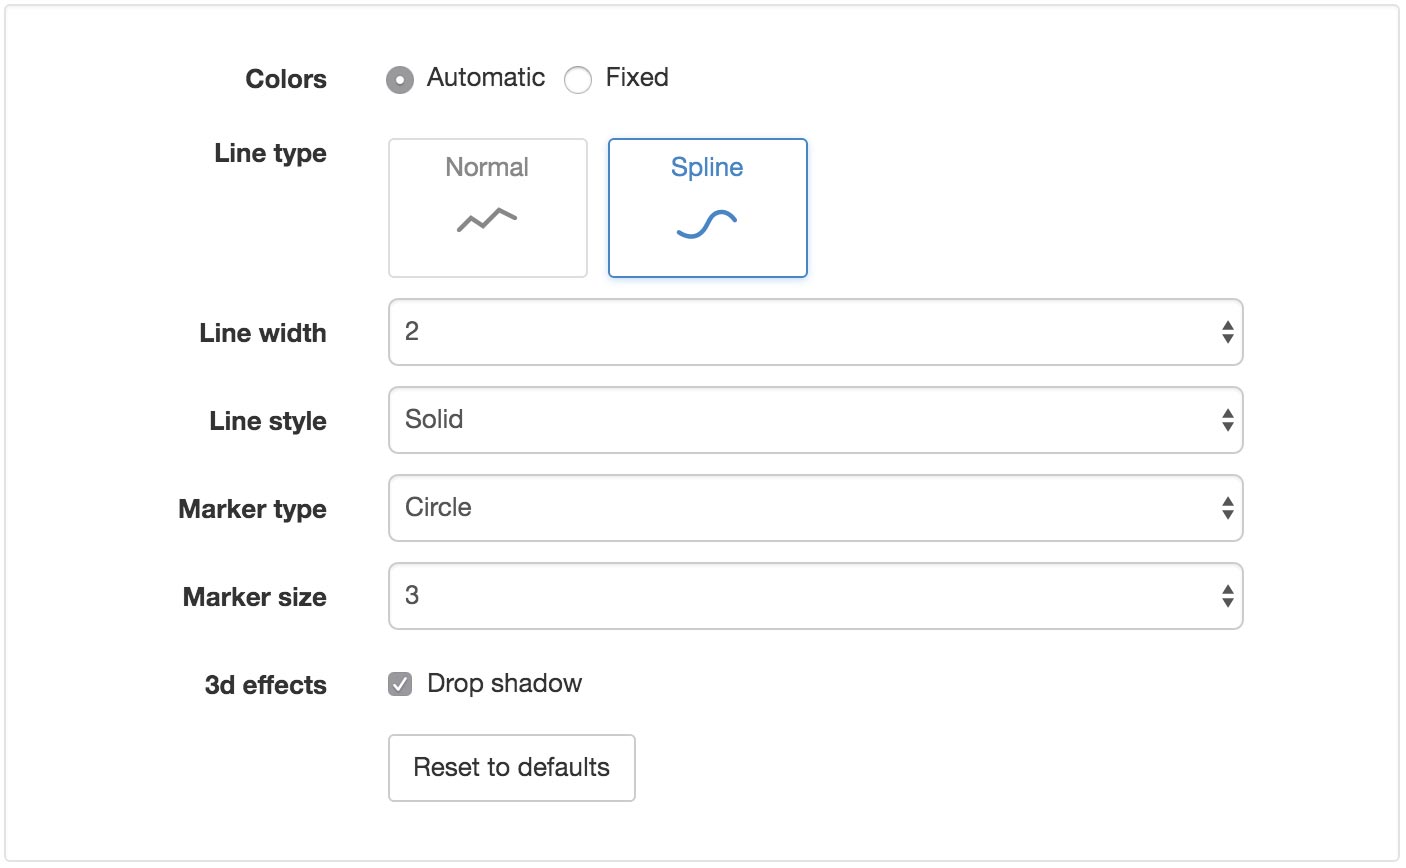 Colors Automatic Fixed
Line type Normal Spline
Line width 2
Line style Solid
Marker type Circle
Marker size 3
3d effects Drop shadow
Reset to defaults